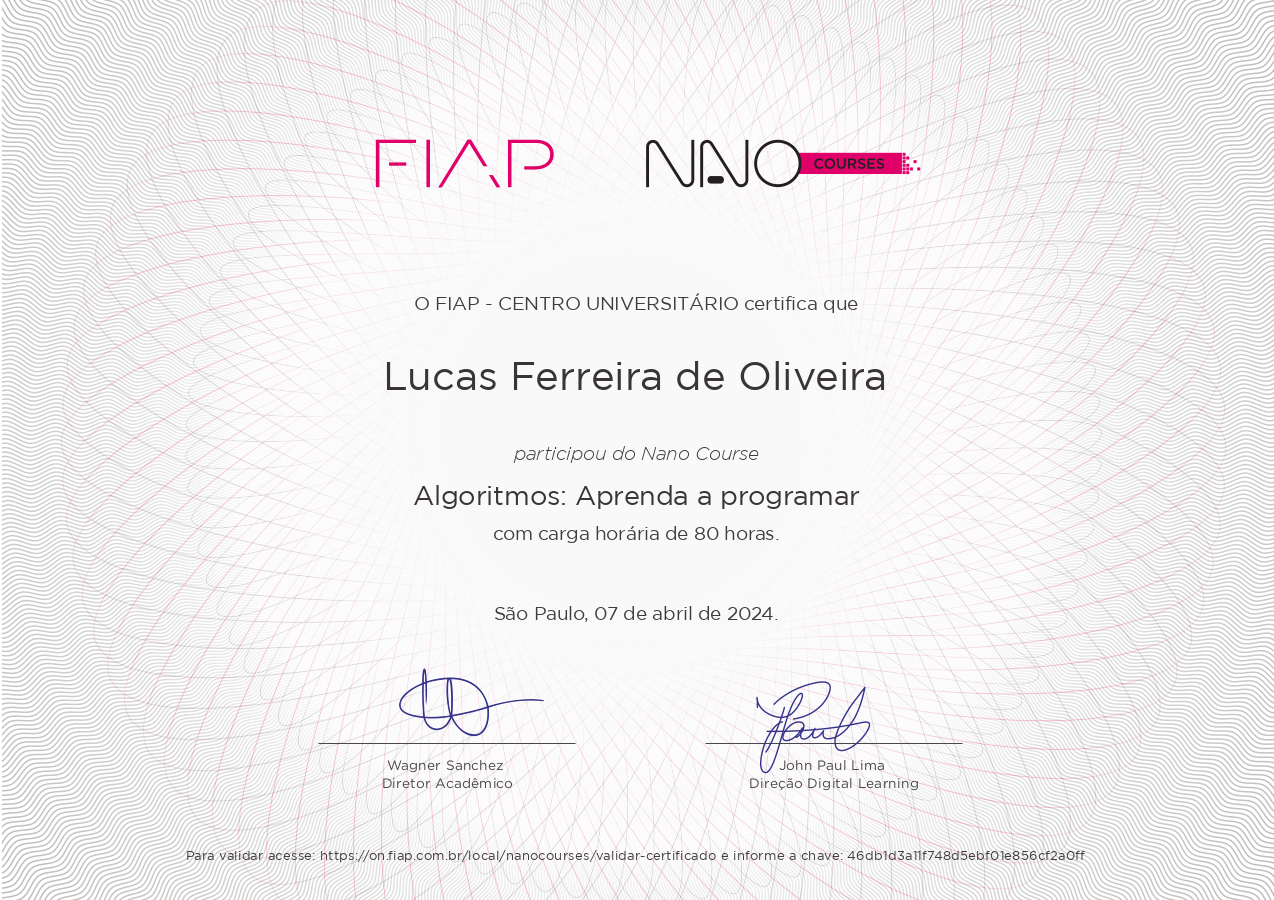 FIAP NANO COURSES
O FIAP - CENTRO UNIVERSITÁRIO certifica que
Lucas Ferreira de Oliveira
participou do Nano Course
Algoritmos: Aprenda a programar
com carga horária de 80 horas.
São Paulo, 07 de abril de 2024.
Wagner Sanchez
Diretor Acadêmico
John Paul Lima
Direção Digital Learning
Para validar acesse: https://on.fiap.com.br/local/nanocourses/validar-certificado e informe a chave: 46db1d3a11f748d5ebf01e856cf2a0ff